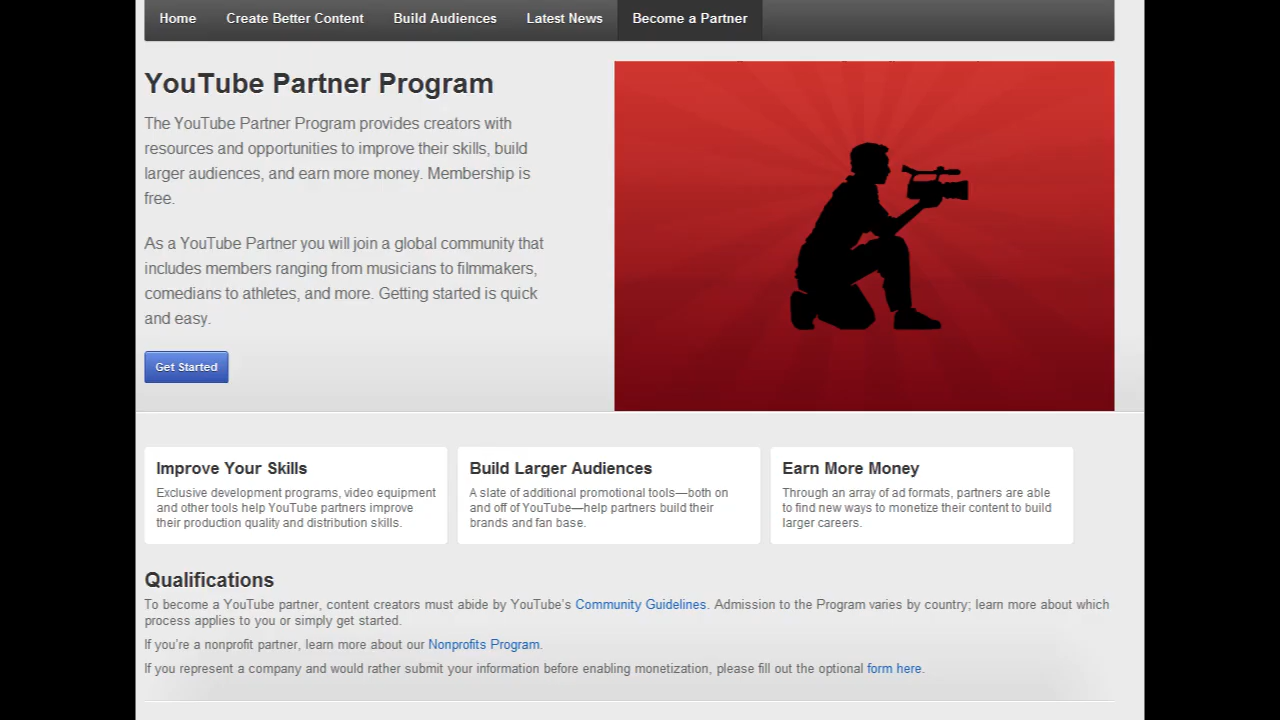 Home Create Better Content Build Audiences Latest News Become a Partner
YouTube Partner Program
The YouTube Partner Program provides creators with
resources and opportunities to improve their skills, build
larger audiences, and earn more money. Membership is
free.
As a YouTube Partner you will join a global community that
includes members ranging from musicians to filmmakers,
comedians to athletes, and more. Getting started is quick
and easy.
Get Started
Improve Your Skills
Exclusive development programs, video equipment
and other tools help YouTube partners improve
their production quality and distribution skills.
Build Larger Audiences
A slate of additional promotional tools—both on
and off of YouTube—help partners build their
brands and fan base.
Earn More Money
Through an array of ad formats, partners are able
to find new ways to monetize their content to build
larger careers.
Qualifications
To become a YouTube partner, content creators must abide by YouTube's Community Guidelines. Admission to the Program varies by country; learn more about which
process applies to you or simply get started.
If you're a nonprofit partner, learn more about our Nonprofits Program.
If you represent a company and would rather submit your information before enabling monetization, please fill out the optional form here.